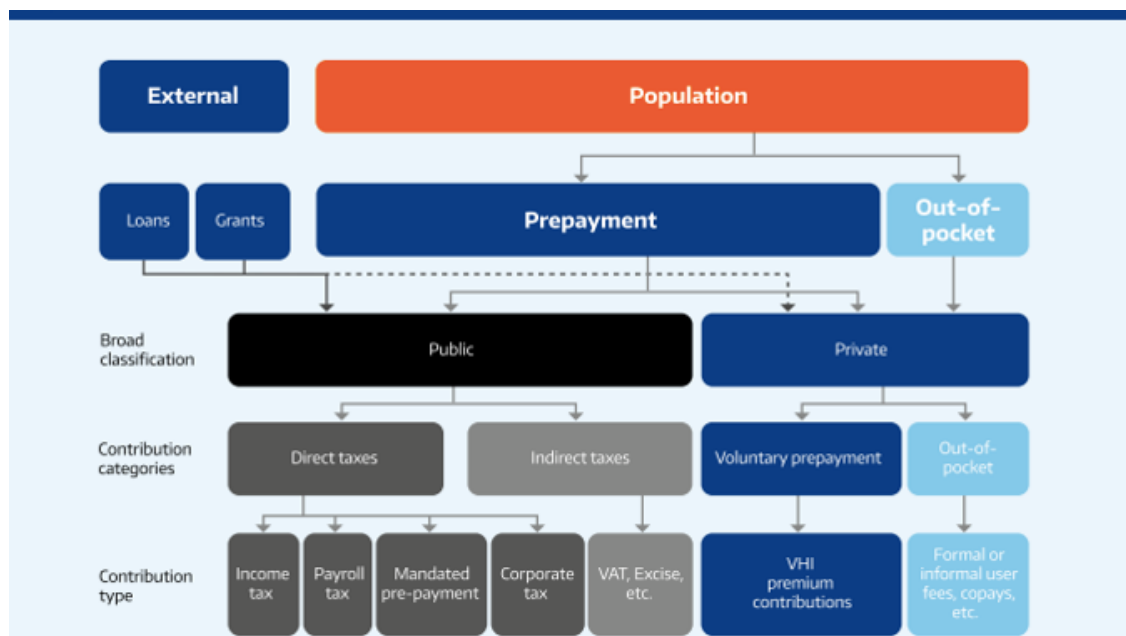 External
Population
Loans
Grants
Prepayment
Out-of-
pocket
Broad
classification
Public
Private
Contribution
categories
Direct taxes
Indirect taxes
Voluntary prepayment
Out-of-
pocket
Contribution
type
Income
tax
Payroll
tax
Mandated
pre-payment
Corporate
tax
VAT, Excise,
etc.
VHI
premium
contributions
Formal or
informal user
fees, copays,
etc.